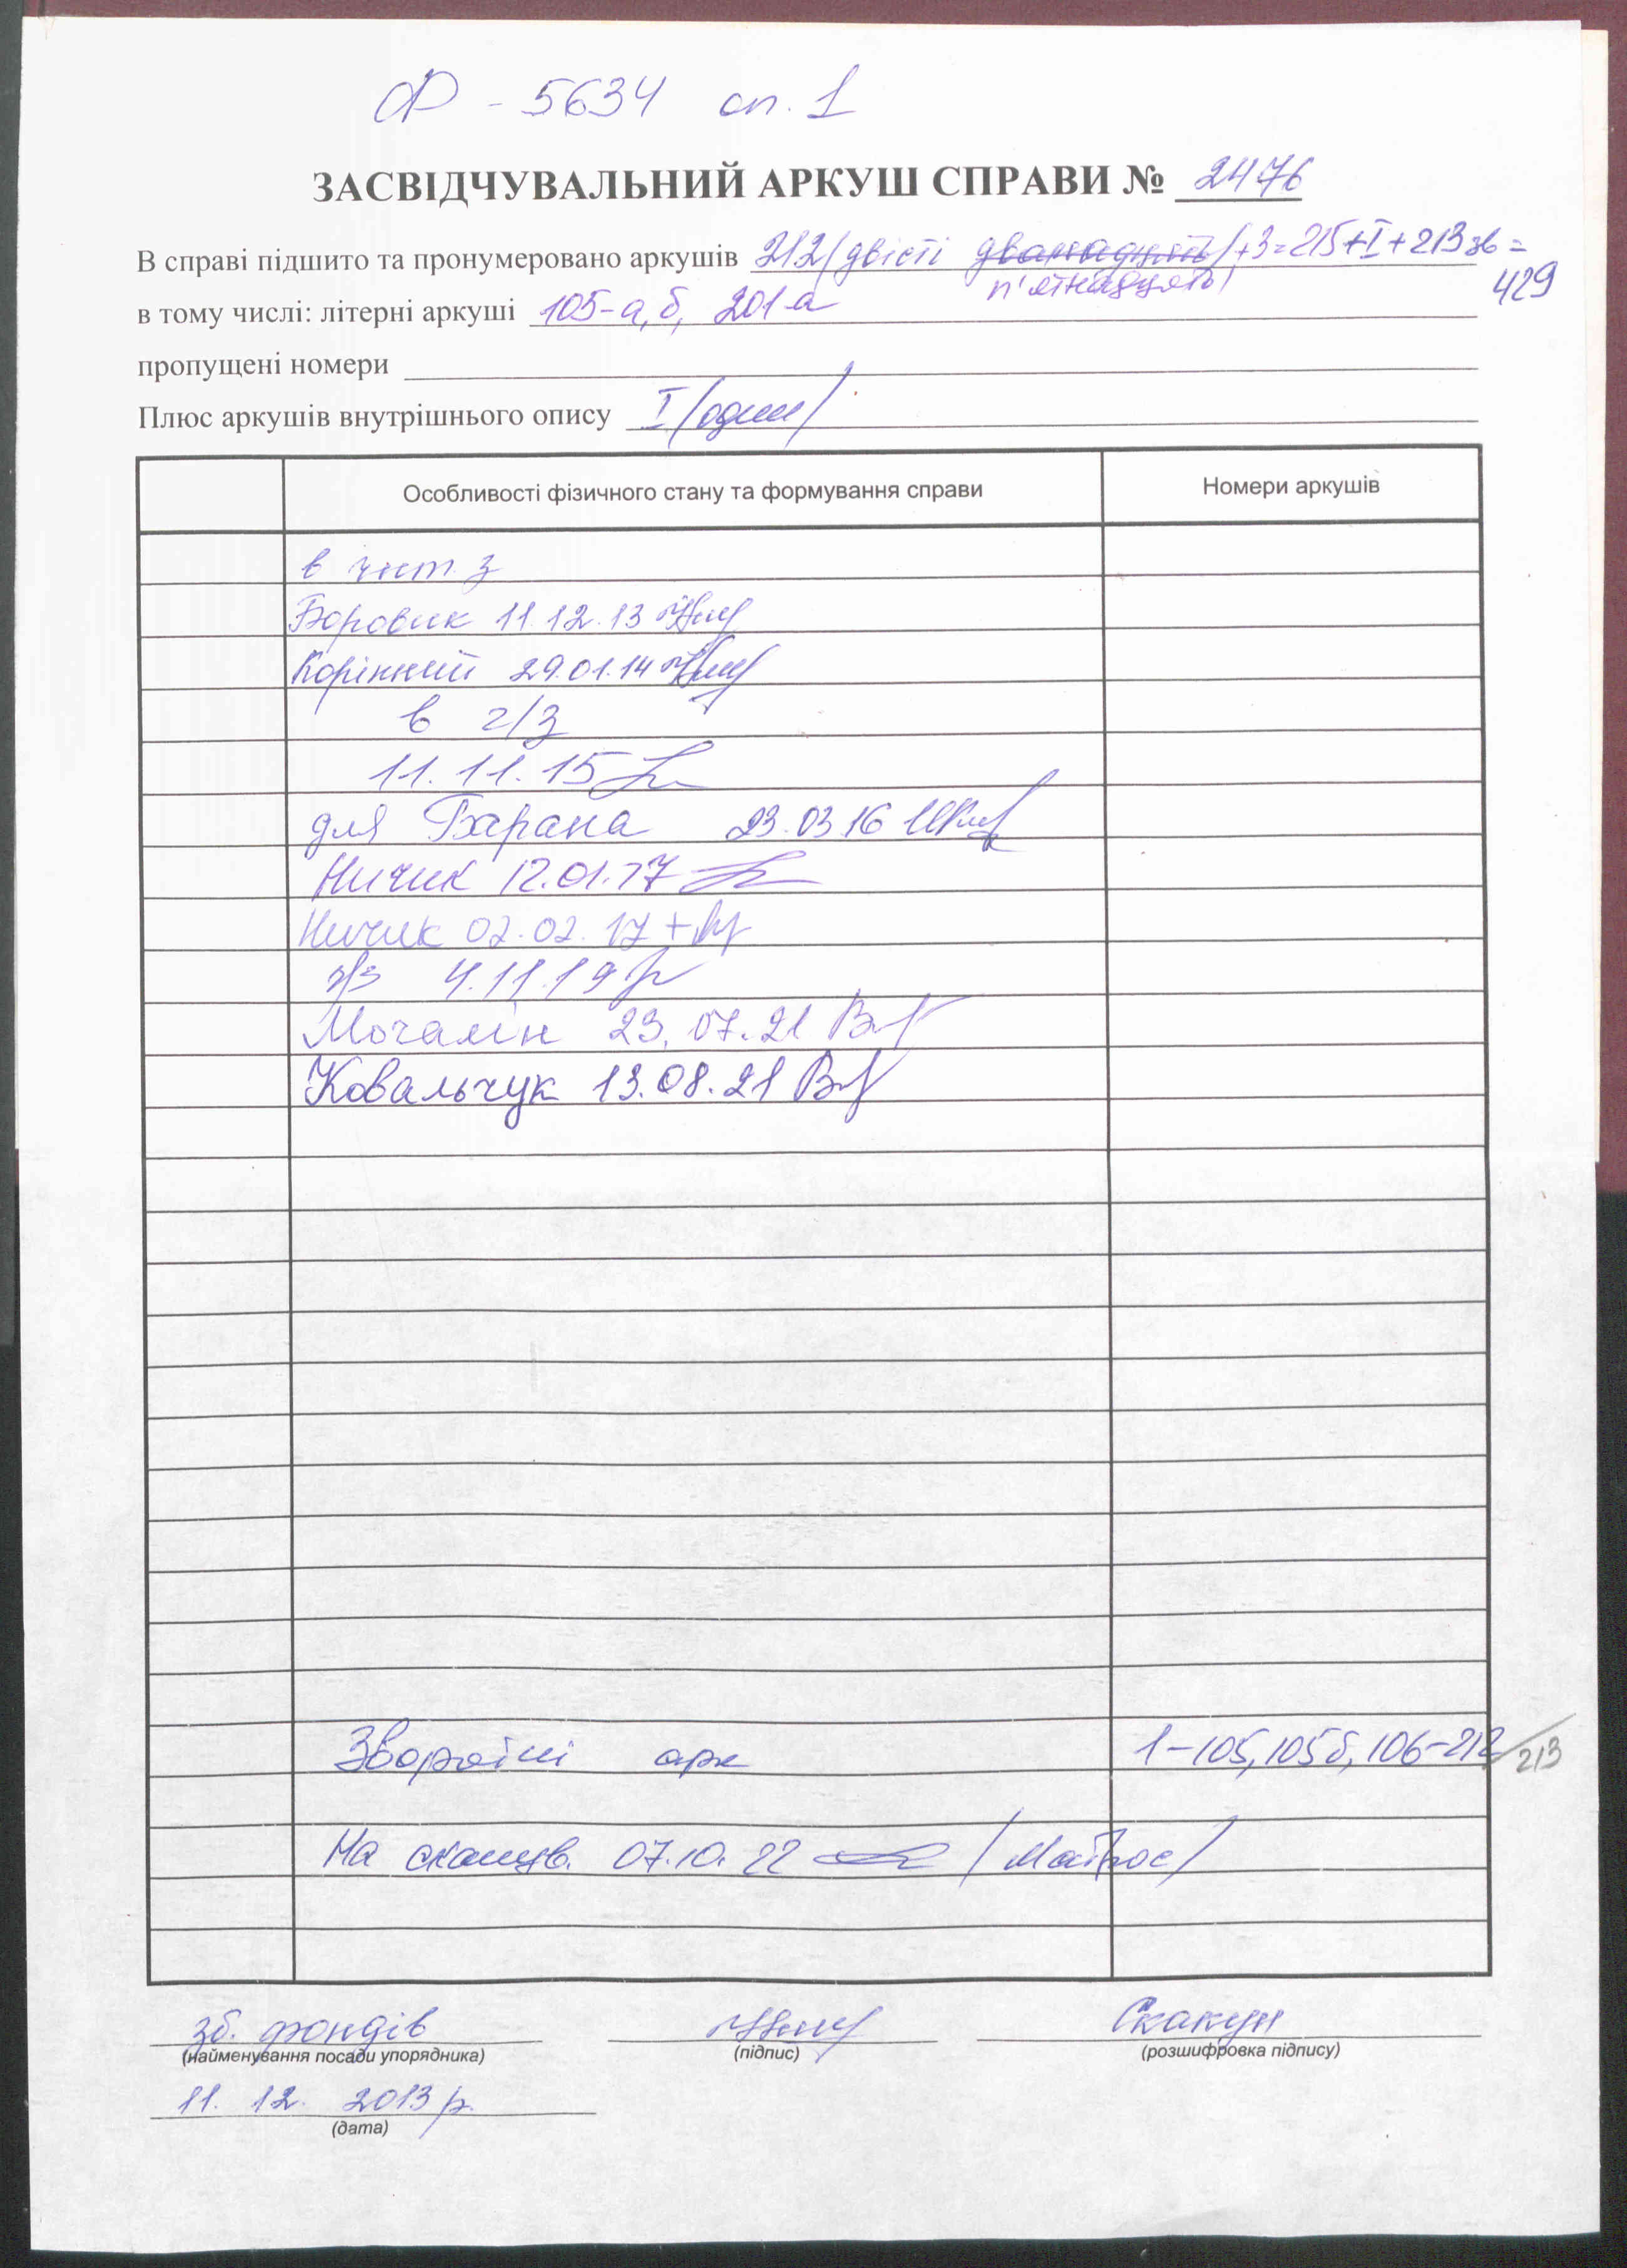 Ф - 5634 оп. 1
ЗАСВІДЧУВАЛЬНИЙ АРКУШ СПРАВИ № 2476
В справі підшито та пронумеровано аркушів 212 /двісті дванадцять/ +3=215+I+213 зв =
п'ятнадцять/ 429
в тому числі: літерні аркуші 105-а, б, 201-а
пропущені номери
Плюс аркушів внутрішнього опису I /один/
Особливості фізичного стану та формування справи Номери аркушів
в чит. з
Боровик 11.12.13
Корінний 29.01.14
в ч/з
11.11.15
для Барана 23.03.16
Ничик 12.01.17
Ничик 02.02.17
ч/з 4.11.19
Мочалін 23.07.21
Ковальчук 13.08.21
Зворотні арк 1-105, 105б, 106-212 / 213
На сканув. 07.10.22 /Матрос/
зб. фондів Скакун
(найменування посади упорядника) (підпис) (розшифровка підпису)
11. 12. 2013 р.
(дата)